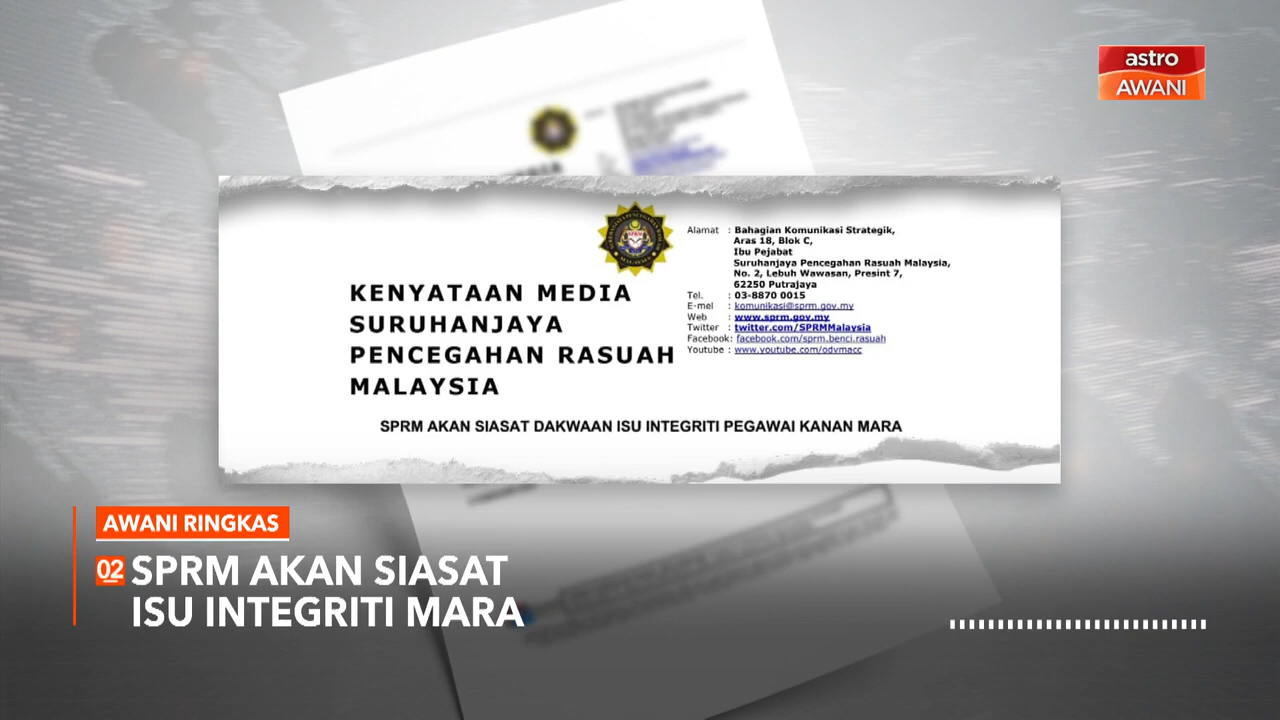 astro
AWANI
Alamat : Bahagian Komunikasi Strategik,
Aras 18, Blok C,
Ibu Pejabat
Suruhanjaya Pencegahan Rasuah Malaysia,
No. 2, Lebuh Wawasan, Presint 7,
62250 Putrajaya
Tel. : 03-8870 0015
E-mel : komunikasi@sprm.gov.my
Web : www.sprm.gov.my
Twitter : twitter.com/SPRMMalaysia
Facebook: facebook.com/sprm.benci.rasuah
Youtube : www.youtube.com/odvmacc
KENYATAAN MEDIA
SURUHANJAYA
PENCEGAHAN RASUAH
MALAYSIA
SPRM AKAN SIASAT DAKWAAN ISU INTEGRITI PEGAWAI KANAN MARA
AWANI RINGKAS
02 SPRM AKAN SIASAT
ISU INTEGRITI MARA